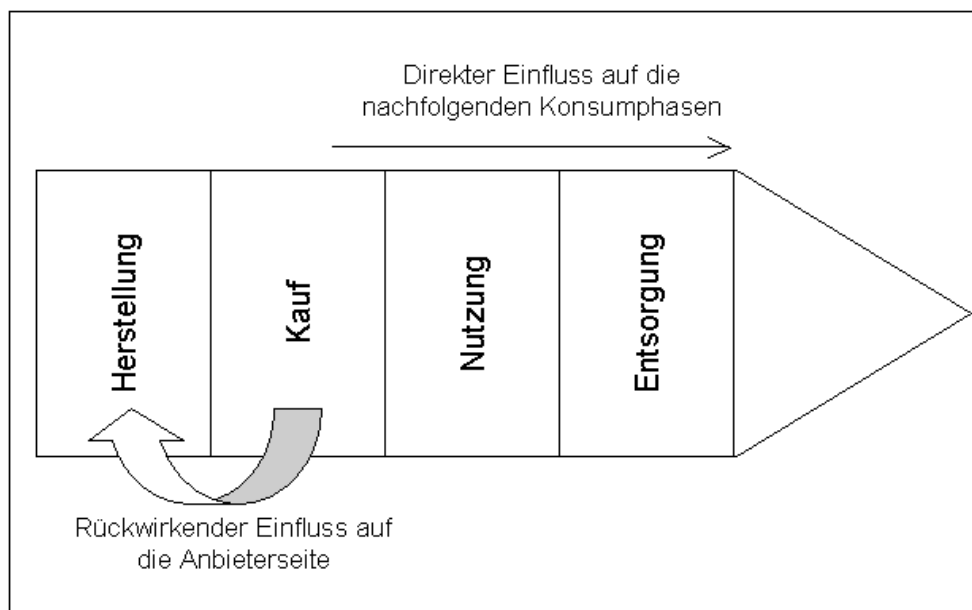 Direkter Einfluss auf die
nachfolgenden Konsumphasen
Herstellung
Kauf
Nutzung
Entsorgung
Rückwirkender Einfluss auf
die Anbieterseite